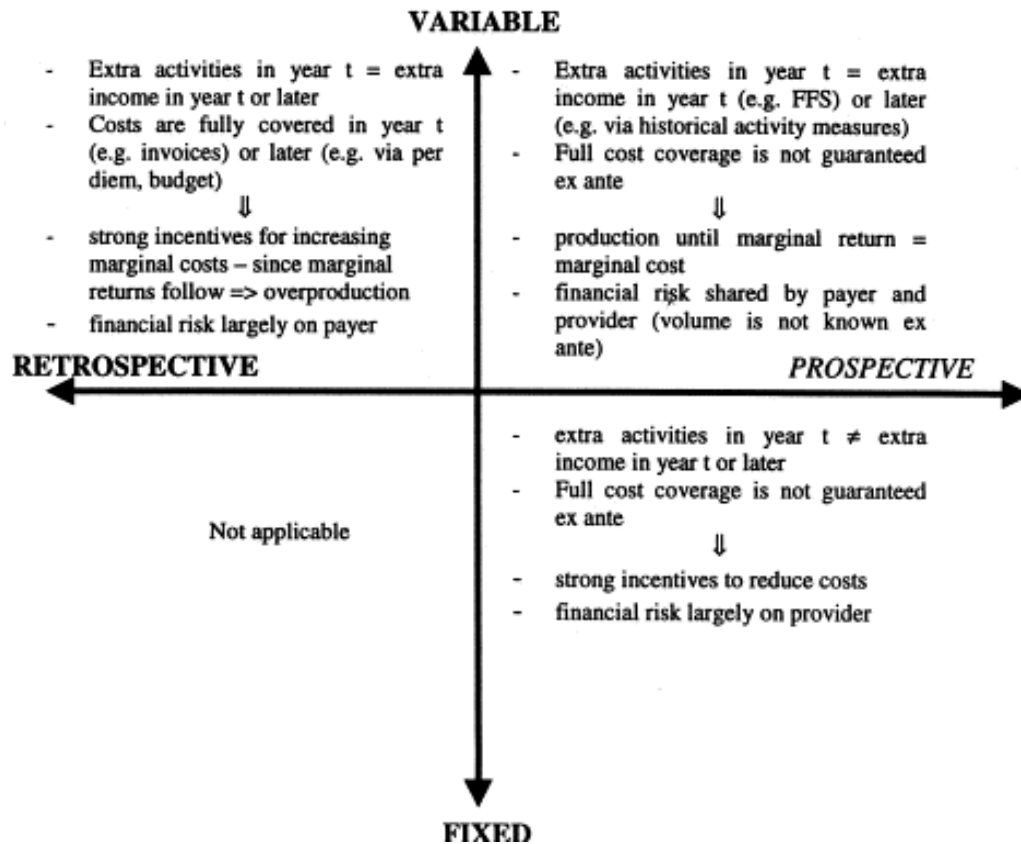 VARIABLE
- Extra activities in year t = extra
income in year t or later
- Costs are fully covered in year t
(e.g. invoices) or later (e.g. via per
diem, budget)
⇓
- strong incentives for increasing
marginal costs – since marginal
returns follow => overproduction
- financial risk largely on payer
- Extra activities in year t = extra
income in year t (e.g. FFS) or later
(e.g. via historical activity measures)
- Full cost coverage is not guaranteed
ex ante
⇓
- production until marginal return =
marginal cost
- financial risk shared by payer and
provider (volume is not known ex
ante)
RETROSPECTIVE
PROSPECTIVE
Not applicable
- extra activities in year t ≠ extra
income in year t or later
- Full cost coverage is not guaranteed
ex ante
⇓
- strong incentives to reduce costs
- financial risk largely on provider
FIXED